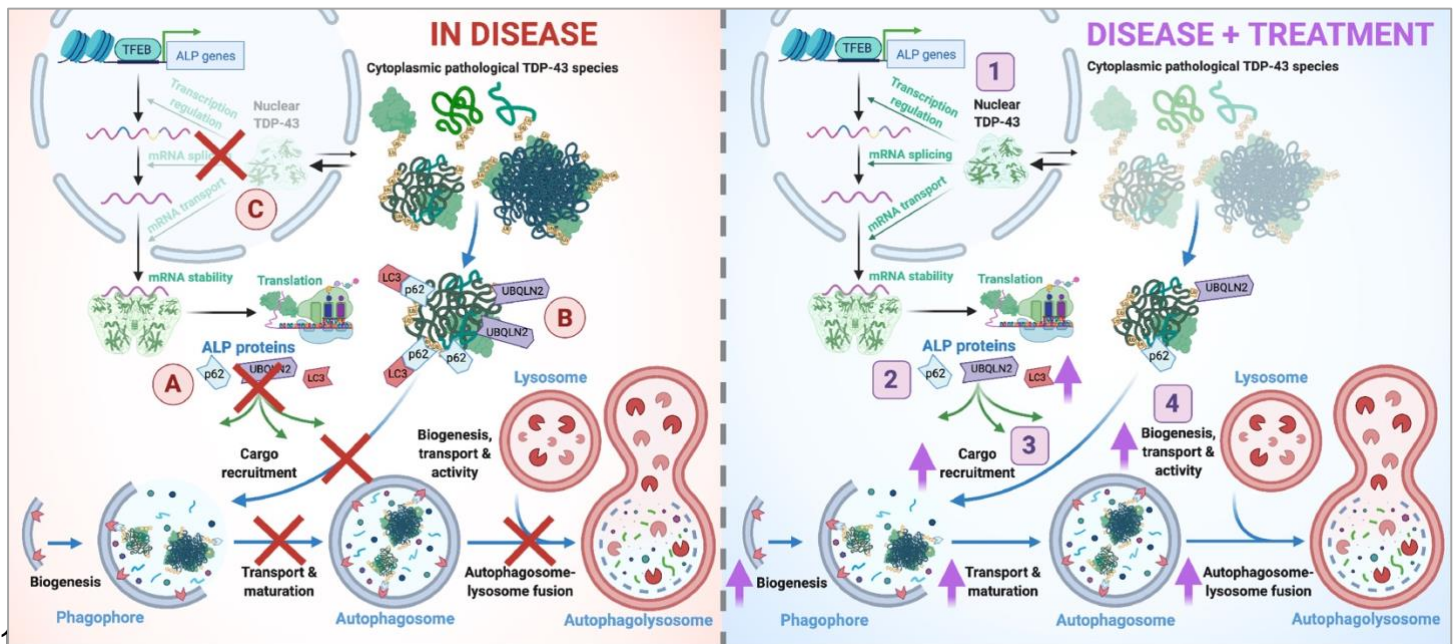 IN DISEASE
TFEB
ALP genes
Cytoplasmic pathological TDP-43 species
Transcription
regulation
Nuclear
TDP-43
mRNA splicing
mRNA transport
C
mRNA stability
Translation
LC3
p62
UBQLN2
UBQLN2
B
p62
p62
LC3
ALP proteins
A
p62
UBQLN2
LC3
Lysosome
Cargo
recruitment
Biogenesis,
transport &
activity
Biogenesis
Transport &
maturation
Autophagosome-
lysosome fusion
Phagophore
Autophagosome
Autophagolysosome
DISEASE + TREATMENT
TFEB
ALP genes
1
Cytoplasmic pathological TDP-43 species
Transcription
regulation
Nuclear
TDP-43
mRNA splicing
mRNA transport
mRNA stability
Translation
UBQLN2
p62
ALP proteins
2
p62
UBQLN2
LC3
Lysosome
4
3
Cargo
recruitment
Biogenesis,
transport &
activity
Biogenesis
Transport &
maturation
Autophagosome-
lysosome fusion
Phagophore
Autophagosome
Autophagolysosome